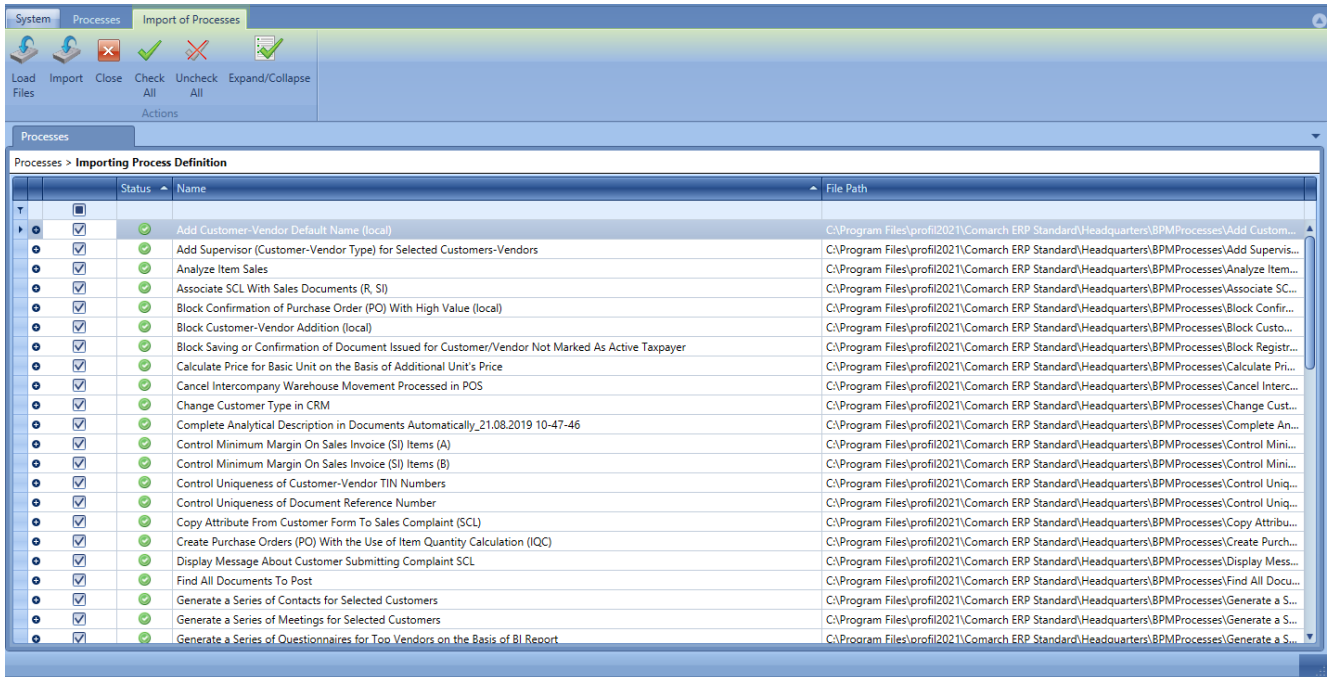 System Processes Import of Processes
Load Files Import Close Check All Uncheck All Expand/Collapse
Actions
Processes
Processes > Importing Process Definition
Status Name File Path
Add Customer-Vendor Default Name (local) C:\Program Files\profil2021\Comarch ERP Standard\Headquarters\BPMProcesses\Add Custom...
Add Supervisor (Customer-Vendor Type) for Selected Customers-Vendors C:\Program Files\profil2021\Comarch ERP Standard\Headquarters\BPMProcesses\Add Supervis...
Analyze Item Sales C:\Program Files\profil2021\Comarch ERP Standard\Headquarters\BPMProcesses\Analyze Item...
Associate SCL With Sales Documents (R, SI) C:\Program Files\profil2021\Comarch ERP Standard\Headquarters\BPMProcesses\Associate SC...
Block Confirmation of Purchase Order (PO) With High Value (local) C:\Program Files\profil2021\Comarch ERP Standard\Headquarters\BPMProcesses\Block Confir...
Block Customer-Vendor Addition (local) C:\Program Files\profil2021\Comarch ERP Standard\Headquarters\BPMProcesses\Block Custo...
Block Saving or Confirmation of Document Issued for Customer/Vendor Not Marked As Active Taxpayer C:\Program Files\profil2021\Comarch ERP Standard\Headquarters\BPMProcesses\Block Registr...
Calculate Price for Basic Unit on the Basis of Additional Unit's Price C:\Program Files\profil2021\Comarch ERP Standard\Headquarters\BPMProcesses\Calculate Pri...
Cancel Intercompany Warehouse Movement Processed in POS C:\Program Files\profil2021\Comarch ERP Standard\Headquarters\BPMProcesses\Cancel Interc...
Change Customer Type in CRM C:\Program Files\profil2021\Comarch ERP Standard\Headquarters\BPMProcesses\Change Cust...
Complete Analytical Description in Documents Automatically_21.08.2019 10-47-46 C:\Program Files\profil2021\Comarch ERP Standard\Headquarters\BPMProcesses\Complete An...
Control Minimum Margin On Sales Invoice (SI) Items (A) C:\Program Files\profil2021\Comarch ERP Standard\Headquarters\BPMProcesses\Control Mini...
Control Minimum Margin On Sales Invoice (SI) Items (B) C:\Program Files\profil2021\Comarch ERP Standard\Headquarters\BPMProcesses\Control Mini...
Control Uniqueness of Customer-Vendor TIN Numbers C:\Program Files\profil2021\Comarch ERP Standard\Headquarters\BPMProcesses\Control Uniq...
Control Uniqueness of Document Reference Number C:\Program Files\profil2021\Comarch ERP Standard\Headquarters\BPMProcesses\Control Uniq...
Copy Attribute From Customer Form To Sales Complaint (SCL) C:\Program Files\profil2021\Comarch ERP Standard\Headquarters\BPMProcesses\Copy Attribu...
Create Purchase Orders (PO) With the Use of Item Quantity Calculation (IQC) C:\Program Files\profil2021\Comarch ERP Standard\Headquarters\BPMProcesses\Create Purch...
Display Message About Customer Submitting Complaint SCL C:\Program Files\profil2021\Comarch ERP Standard\Headquarters\BPMProcesses\Display Mess...
Find All Documents To Post C:\Program Files\profil2021\Comarch ERP Standard\Headquarters\BPMProcesses\Find All Docu...
Generate a Series of Contacts for Selected Customers C:\Program Files\profil2021\Comarch ERP Standard\Headquarters\BPMProcesses\Generate a S...
Generate a Series of Meetings for Selected Customers C:\Program Files\profil2021\Comarch ERP Standard\Headquarters\BPMProcesses\Generate a S...
Generate a Series of Questionnaires for Top Vendors on the Basis of BI Report C:\Program Files\profil2021\Comarch ERP Standard\Headquarters\BPMProcesses\Generate a S...